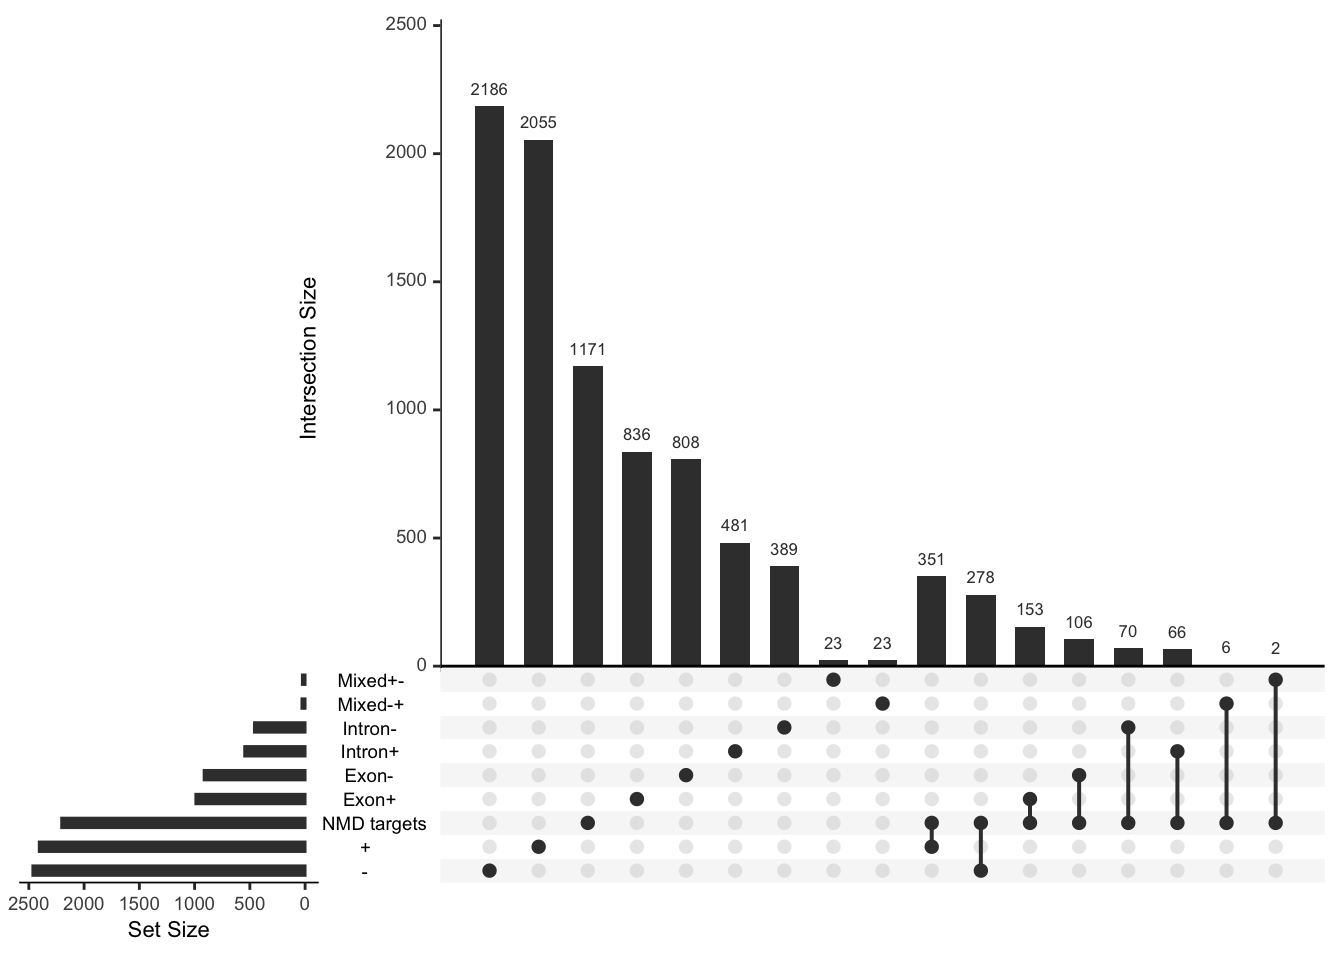 2500
2000
1500
1000
500
0
Intersection Size
2186
2055
1171
836
808
481
389
23
23
351
278
153
106
70
66
6
2
Mixed+-
Mixed-+
Intron-
Intron+
Exon-
Exon+
NMD targets
+
-
2500 2000 1500 1000 500 0
Set Size